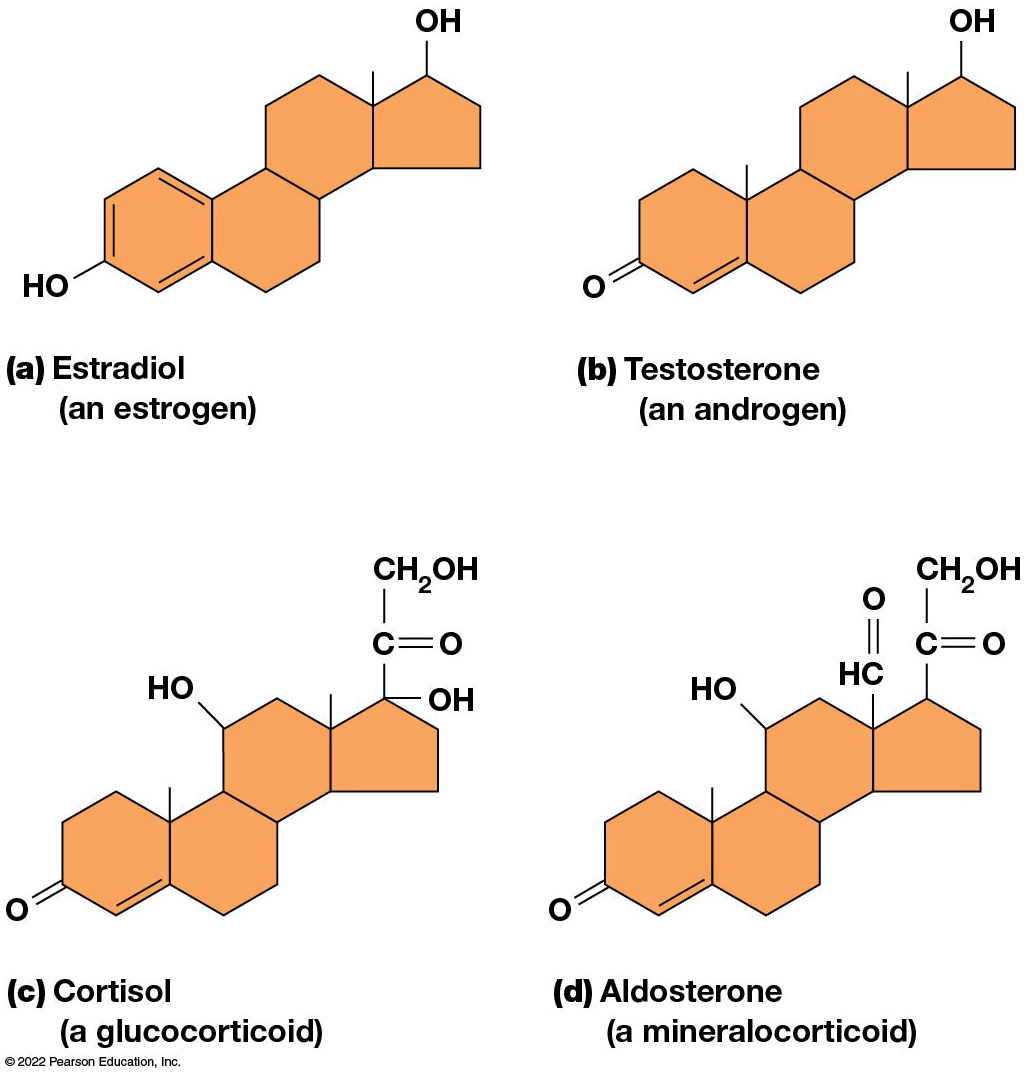 OH
HO
(a) Estradiol
(an estrogen)
OH
O
(b) Testosterone
(an androgen)
CH₂OH
C O
HO
OH
O
(c) Cortisol
(a glucocorticoid)
CH₂OH
O
C O
HC
HO
O
(d) Aldosterone
(a mineralocorticoid)
© 2022 Pearson Education, Inc.